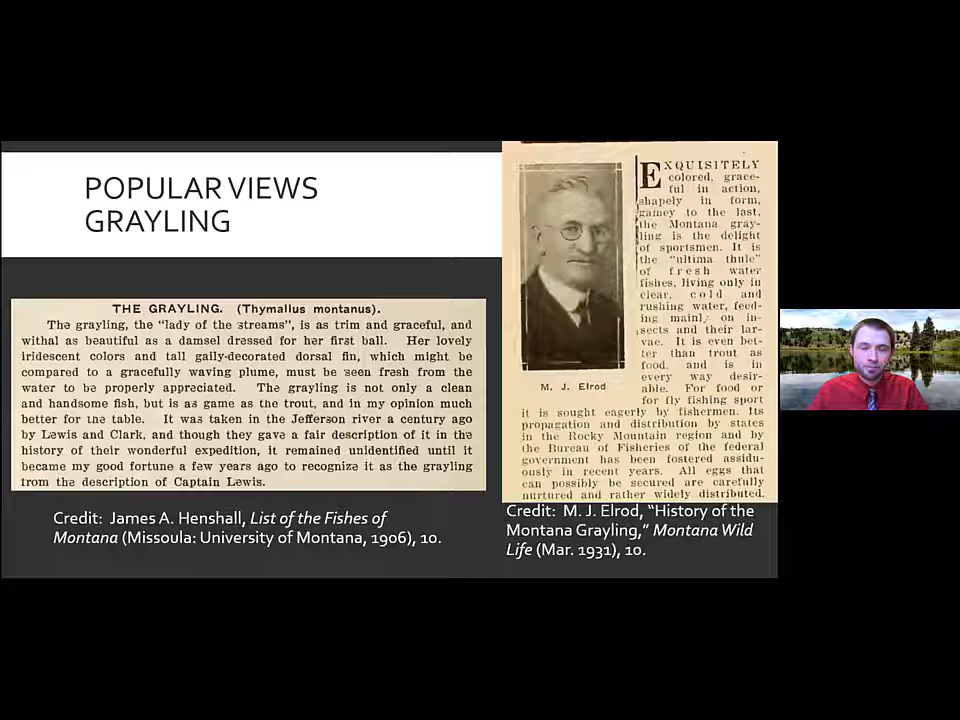 POPULAR VIEWS
GRAYLING
THE GRAYLING. (Thymallus montanus).
The grayling, the "lady of the streams", is as trim and graceful, and
withal as beautiful as a damsel dressed for her first ball. Her lovely
iridescent colors and tall gaily-decorated dorsal fin, which might be
compared to a gracefully waving plume, must be seen fresh from the
water to be properly appreciated. The grayling is not only a clean
and handsome fish, but is as game as the trout, and in my opinion much
better for the table. It was taken in the Jefferson river a century ago
by Lewis and Clark, and though they gave a fair description of it in the
history of their wonderful expedition, it remained unidentified until it
became my good fortune a few years ago to recognize it as the grayling
from the description of Captain Lewis.
Credit: James A. Henshall, List of the Fishes of
Montana (Missoula: University of Montana, 1906), 10.
M. J. Elrod
EXQUISITELY
colored, grace-
ful in action,
shapely in form,
gamey to the last,
the Montana gray-
ling is the delight
of sportsmen. It is
the "ultima thule"
of fresh water
fishes, living only in
clear, cold and
rushing water, feed-
ing mainly on in-
sects and their lar-
vae. It is even bet-
ter than trout as
food, and is in
every way desir-
able. For food or
for fly fishing sport
it is sought eagerly by fishermen. Its
propagation and distribution by states
in the Rocky Mountain region and by
the Bureau of Fisheries of the federal
government has been fostered assidu-
ously in recent years. All eggs that
can possibly be secured are carefully
nurtured and rather widely distributed.
Credit: M. J. Elrod, "History of the
Montana Grayling," Montana Wild
Life (Mar. 1931), 10.